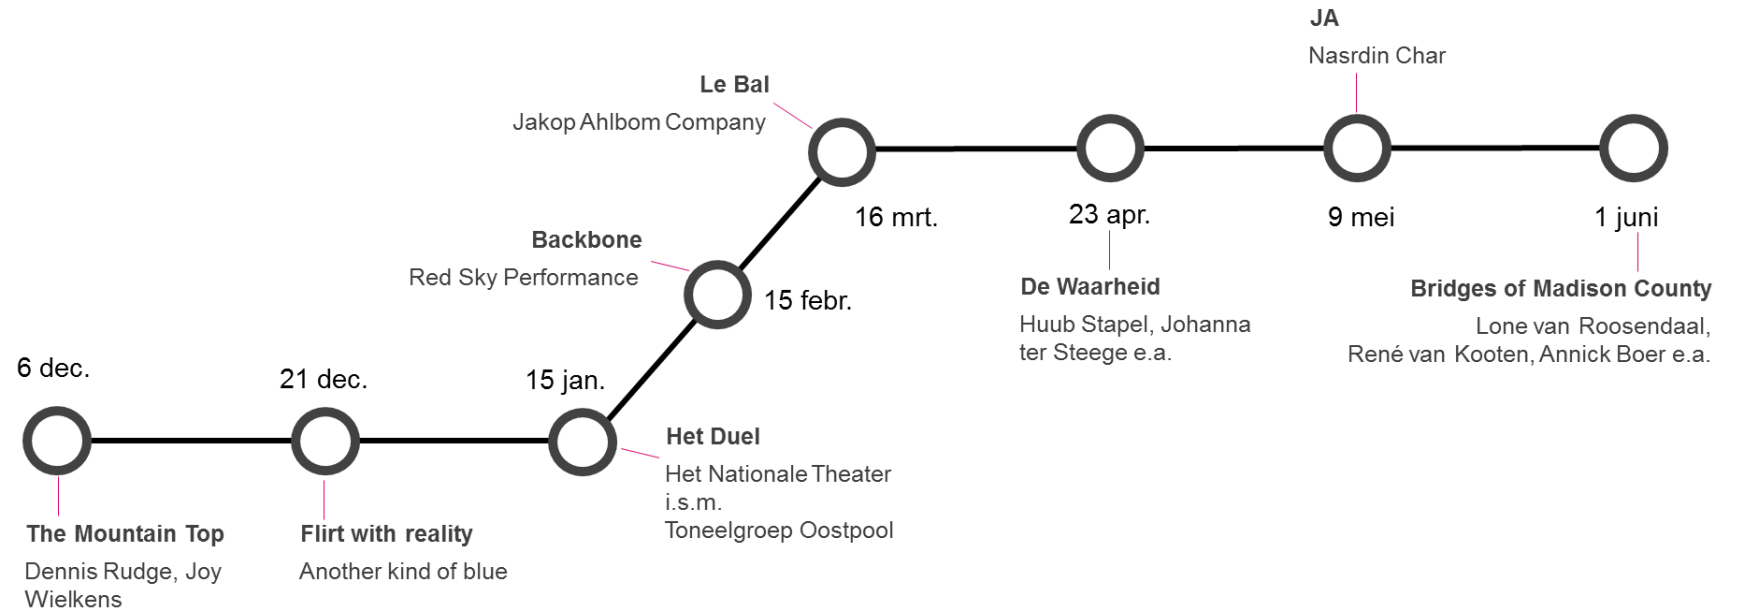 6 dec.
The Mountain Top
Dennis Rudge, Joy
Wielkens
21 dec.
Flirt with reality
Another kind of blue
15 jan.
Het Duel
Het Nationale Theater
i.s.m.
Toneelgroep Oostpool
Backbone
Red Sky Performance
15 febr.
Le Bal
Jakop Ahlbom Company
16 mrt.
23 apr.
De Waarheid
Huub Stapel, Johanna
ter Steege e.a.
JA
Nasrdin Char
9 mei
1 juni
Bridges of Madison County
Lone van Roosendaal,
René van Kooten, Annick Boer e.a.